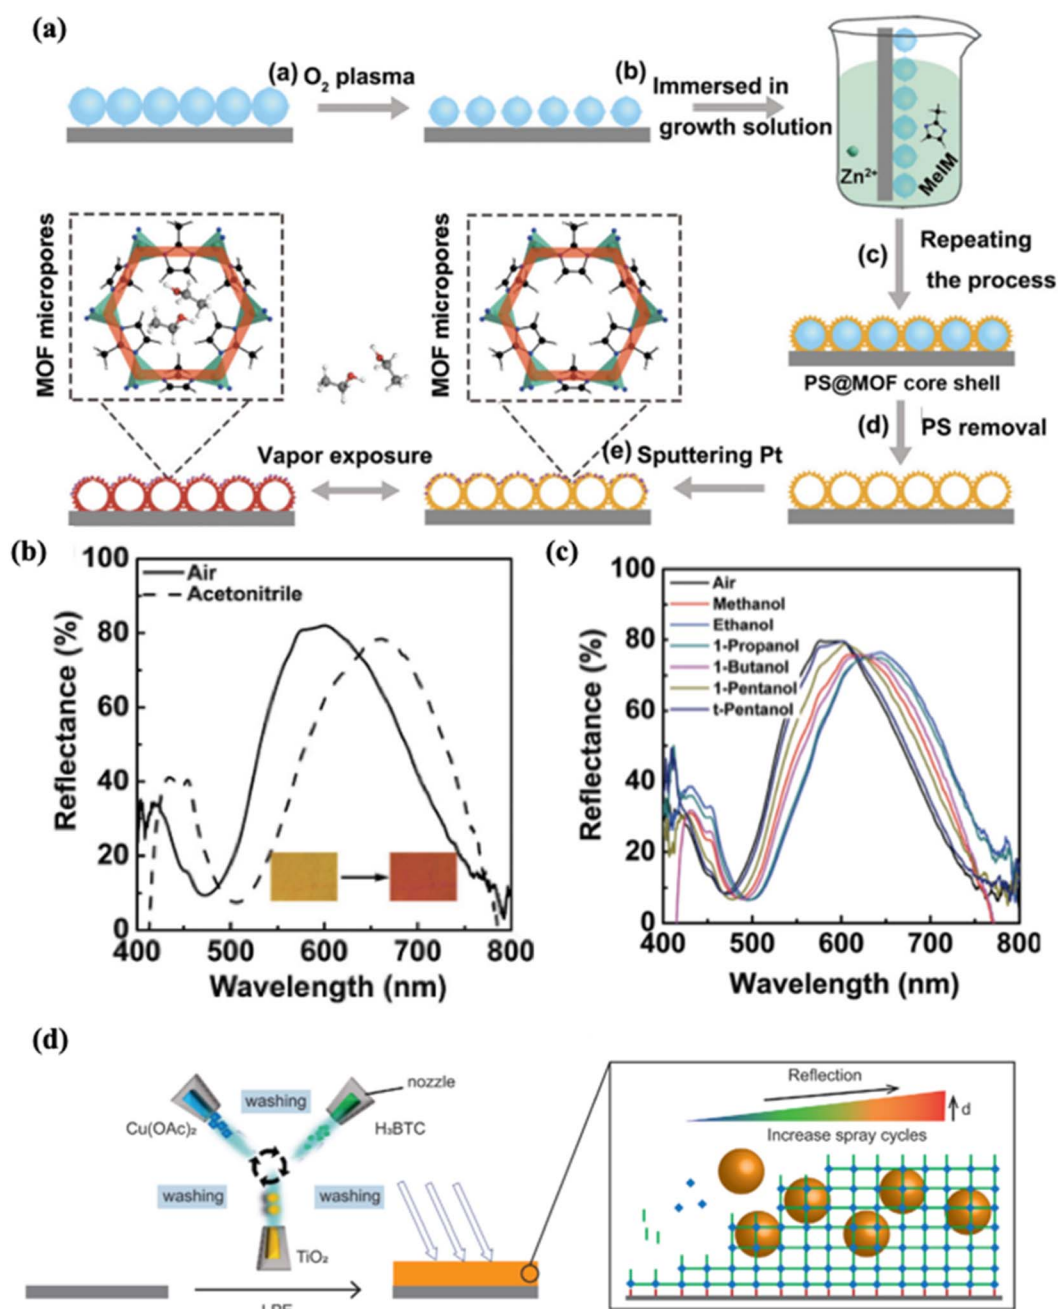 (a)
(a) O₂ plasma
(b) Immersed in
growth solution
Zn²⁺
MeIM
(c) Repeating
the process
PS@MOF core shell
(d) PS removal
MOF micropores
MOF micropores
Vapor exposure
(e) Sputtering Pt
(b)
Air
Acetonitrile
Reflectance (%)
100
80
60
40
20
0
400 500 600 700 800
Wavelength (nm)
(c)
Air
Methanol
Ethanol
1-Propanol
1-Butanol
1-Pentanol
t-Pentanol
Reflectance (%)
100
80
60
40
20
0
400 500 600 700 800
Wavelength (nm)
(d)
nozzle
washing
Cu(OAc)₂
H₃BTC
washing
washing
TiO₂
Reflection
d
Increase spray cycles